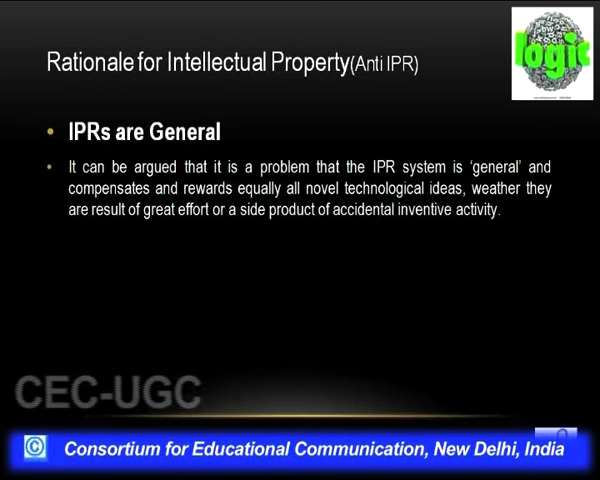 Rationale for Intellectual Property(Anti IPR)
logic
• IPRs are General
• It can be argued that it is a problem that the IPR system is ‘general’ and
compensates and rewards equally all novel technological ideas, weather they
are result of great effort or a side product of accidental inventive activity.
CEC-UGC
© Consortium for Educational Communication, New Delhi, India